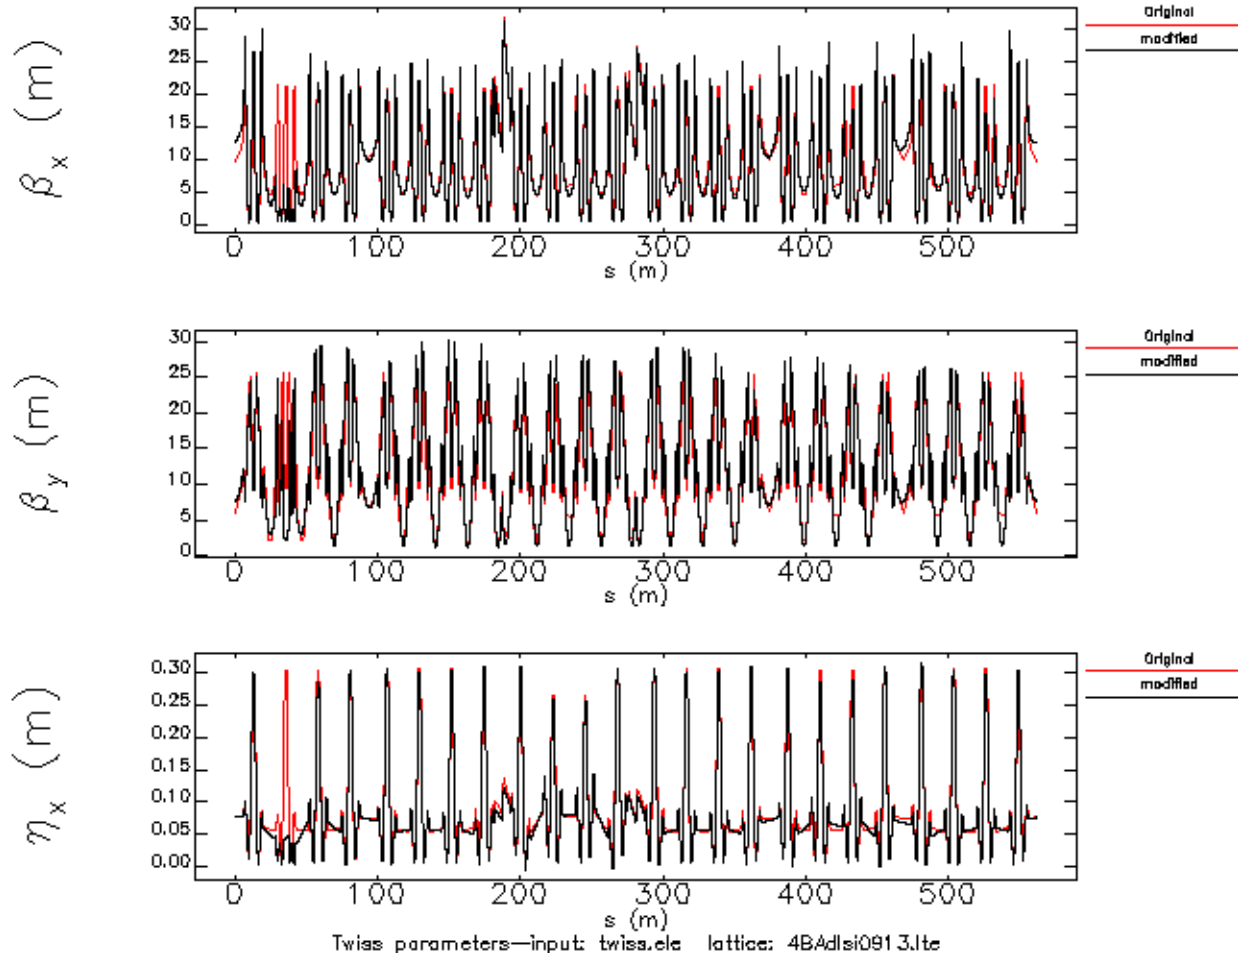 Original
modified
30
25
20
15
10
5
0
βx (m)
0 100 200 300 400 500
s (m)
Original
modified
30
25
20
15
10
5
0
βy (m)
0 100 200 300 400 500
s (m)
Original
modified
0.30
0.25
0.20
0.15
0.10
0.05
0.00
ηx (m)
0 100 200 300 400 500
s (m)
Twiss parameters—input: twiss.ele lattice: 4BAdlsi0913.lte